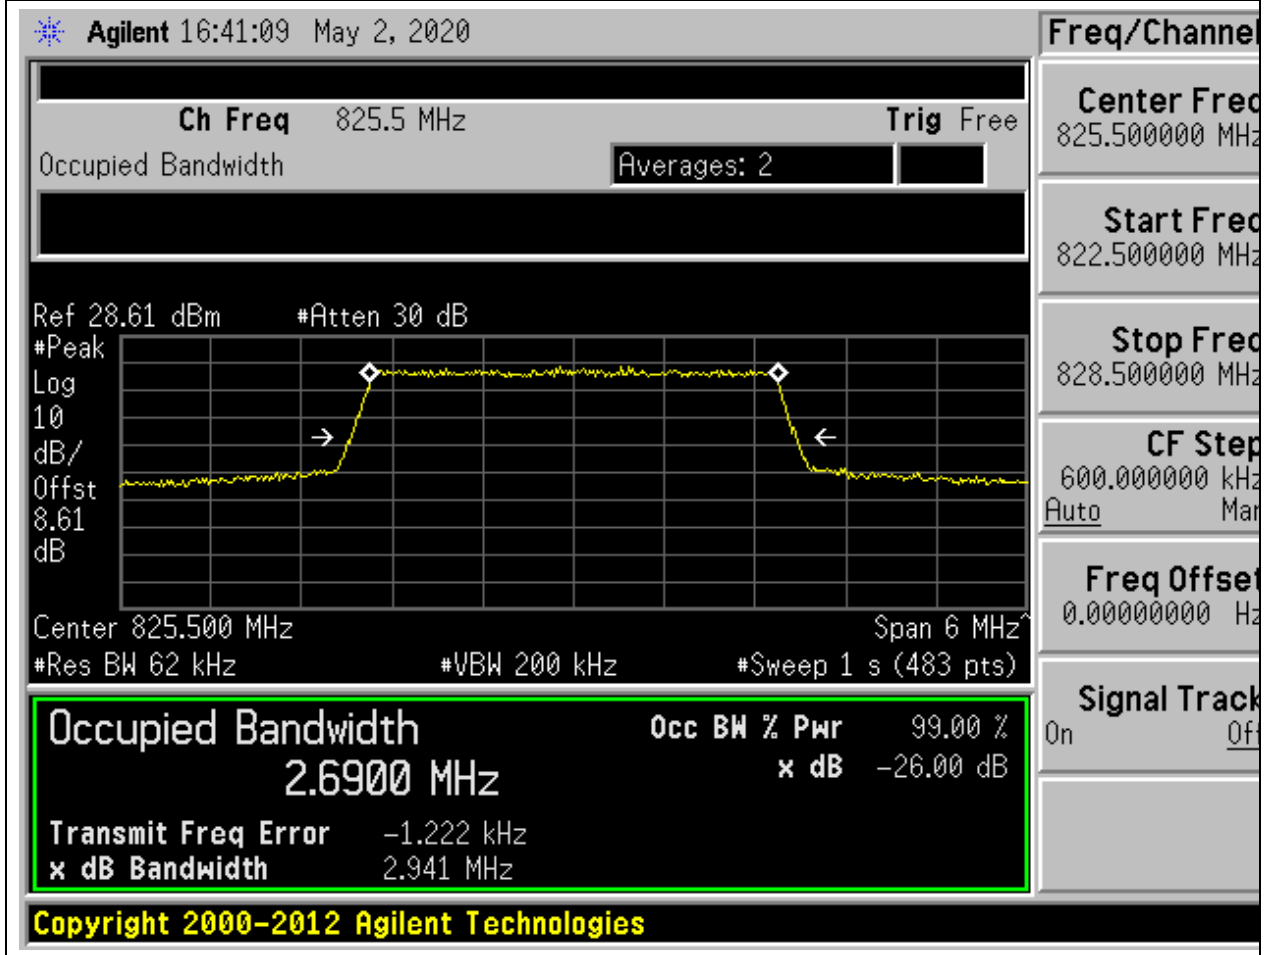 Agilent 16:41:09 May 2, 2020
Freq/Channel
Ch Freq 825.5 MHz Trig Free
Occupied Bandwidth Averages: 2
Ref 28.61 dBm #Atten 30 dB
#Peak
Log
10
dB/
Offst
8.61
dB
Center 825.500 MHz Span 6 MHz^
#Res BW 62 kHz #VBW 200 kHz #Sweep 1 s (483 pts)
Occupied Bandwidth
2.6900 MHz
Occ BW % Pwr 99.00 %
x dB -26.00 dB
Transmit Freq Error -1.222 kHz
x dB Bandwidth 2.941 MHz
Center Freq
825.500000 MHz
Start Freq
822.500000 MHz
Stop Freq
828.500000 MHz
CF Step
600.000000 kHz
Auto Man
Freq Offset
0.00000000 Hz
Signal Track
On Off
Copyright 2000-2012 Agilent Technologies